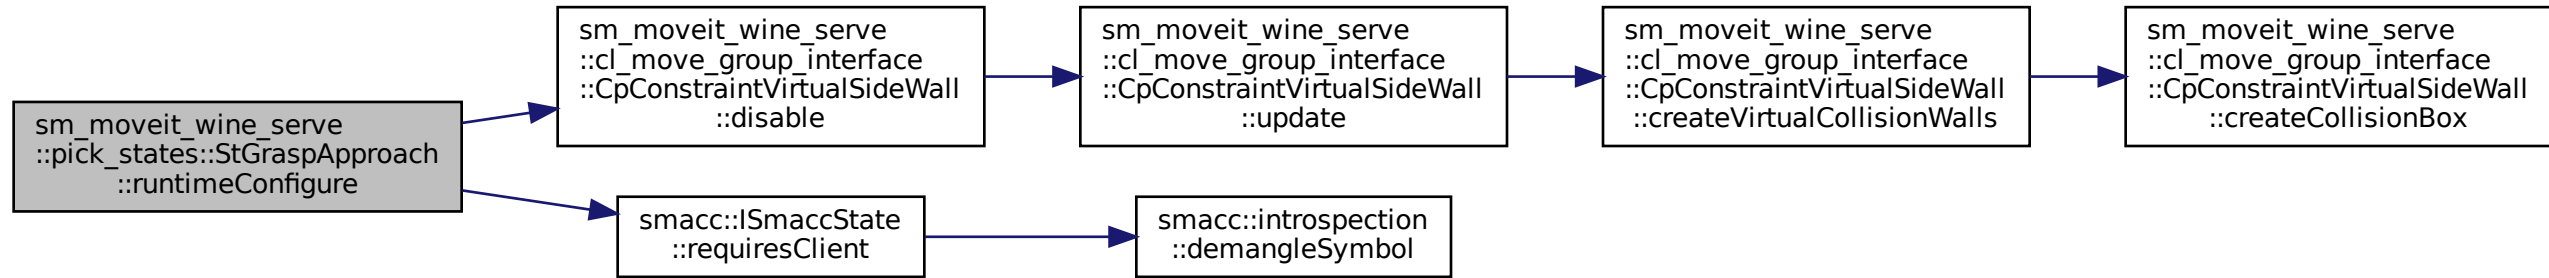 sm_moveit_wine_serve
::pick_states::StGraspApproach
::runtimeConfigure
sm_moveit_wine_serve
::cl_move_group_interface
::CpConstraintVirtualSideWall
::disable
sm_moveit_wine_serve
::cl_move_group_interface
::CpConstraintVirtualSideWall
::update
sm_moveit_wine_serve
::cl_move_group_interface
::CpConstraintVirtualSideWall
::createVirtualCollisionWalls
sm_moveit_wine_serve
::cl_move_group_interface
::CpConstraintVirtualSideWall
::createCollisionBox
smacc::ISmaccState
::requiresClient
smacc::introspection
::demangleSymbol